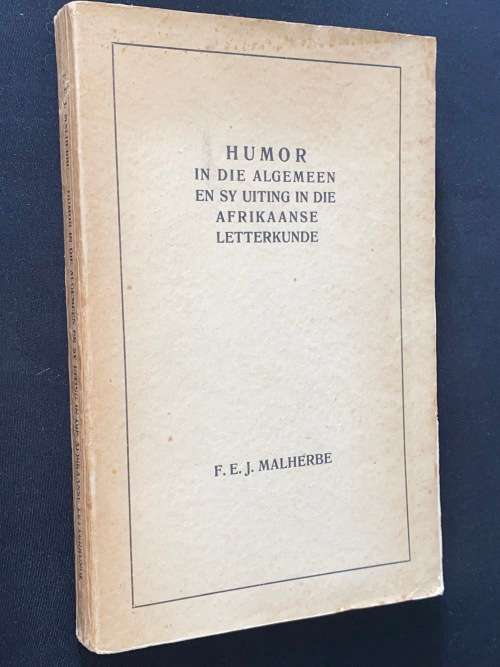 HUMOR
IN DIE ALGEMEEN
EN SY UITING IN DIE
AFRIKAANSE
LETTERKUNDE
F. E. J. MALHERBE